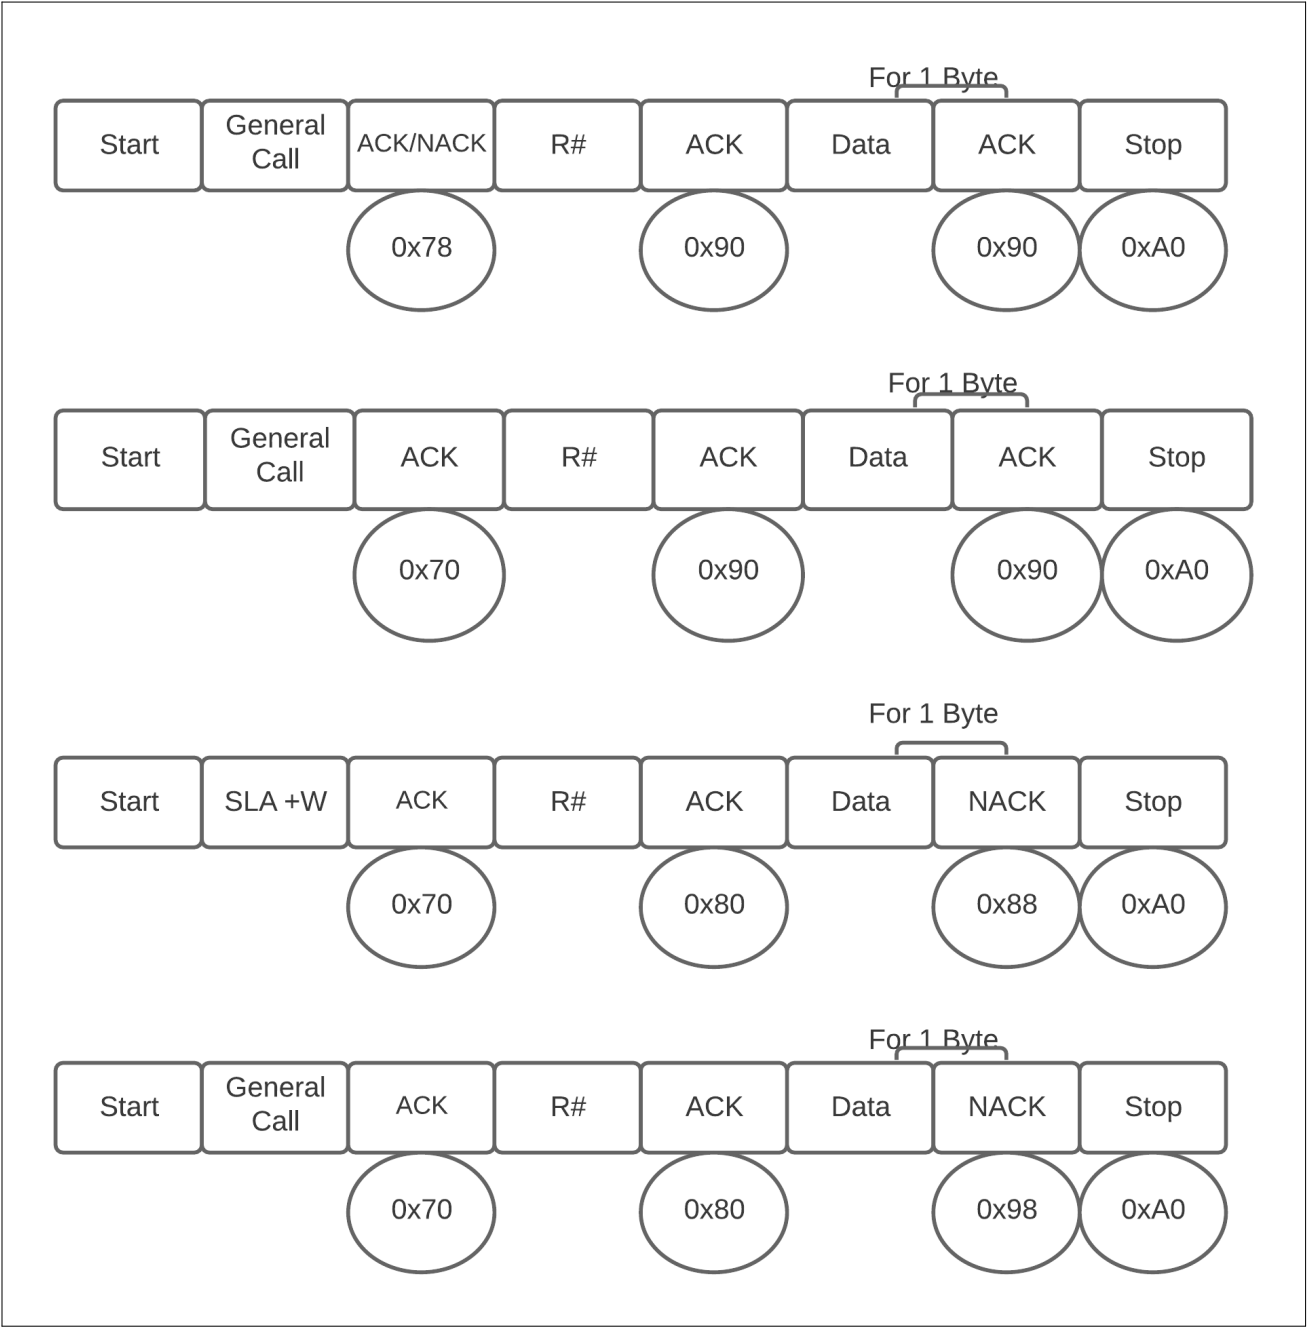 For 1 Byte
Start
General
Call
ACK/NACK
R#
ACK
Data
ACK
Stop
0x78
0x90
0x90
0xA0
For 1 Byte
Start
General
Call
ACK
R#
ACK
Data
ACK
Stop
0x70
0x90
0x90
0xA0
For 1 Byte
Start
SLA +W
ACK
R#
ACK
Data
NACK
Stop
0x70
0x80
0x88
0xA0
For 1 Byte
Start
General
Call
ACK
R#
ACK
Data
NACK
Stop
0x70
0x80
0x98
0xA0